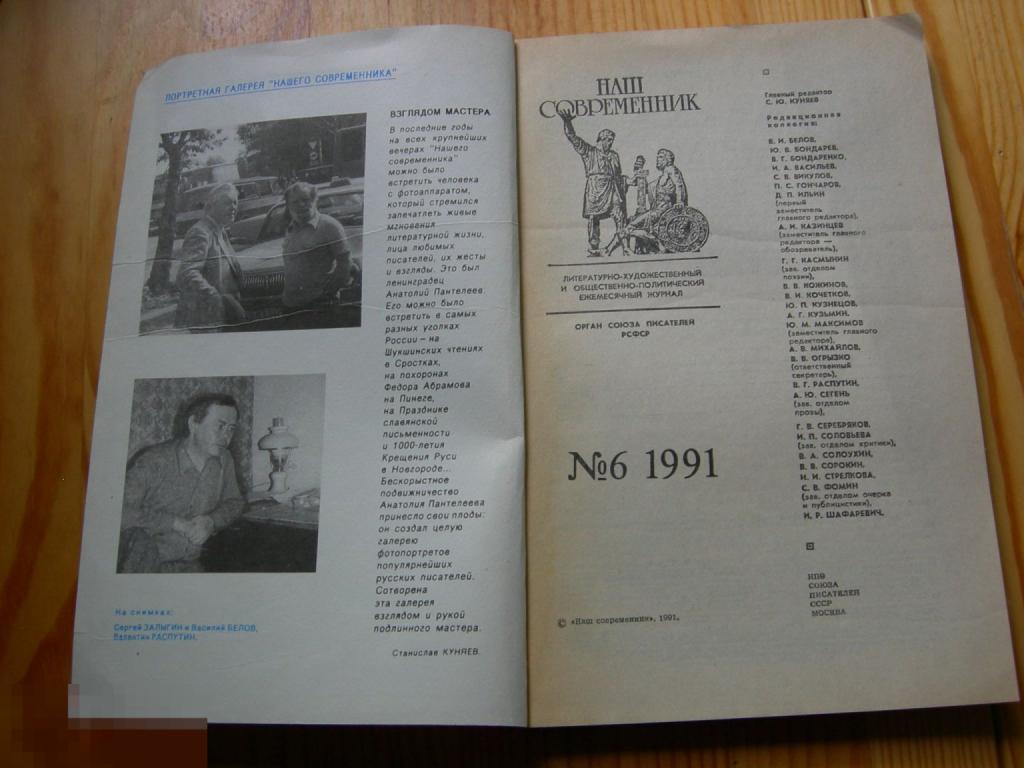 ПОРТРЕТНАЯ ГАЛЕРЕЯ "НАШЕГО СОВРЕМЕННИКА"
ВЗГЛЯДОМ МАСТЕРА
В последние годы
на всех крупнейших
вечерах "Нашего
современника"
можно было
встретить человека
с фотоаппаратом,
который стремился
запечатлеть живые
мгновения
литературной жизни,
лица любимых
писателей, их жесты
и взгляды. Это был
ленинградец
Анатолий Пантелеев.
Его можно было
встретить в самых
разных уголках
России — на
Шукшинских чтениях
в Сростках,
на похоронах
Федора Абрамова
на Пинеге,
на Празднике
славянской
письменности
и 1000-летия
Крещения Руси
в Новгороде...
Бескорыстное
подвижничество
Анатолия Пантелеева
принесло свои плоды:
он создал целую
галерею
фотопортретов
популярнейших
русских писателей.
Сотворена
эта галерея
взглядом и рукой
подлинного мастера.
Станислав КУНЯЕВ.
На снимках:
Сергей ЗАЛЫГИН и Василий БЕЛОВ,
Валентин РАСПУТИН.
НАШ
СОВРЕМЕННИК
ЛИТЕРАТУРНО-ХУДОЖЕСТВЕННЫЙ
И ОБЩЕСТВЕННО-ПОЛИТИЧЕСКИЙ
ЕЖЕМЕСЯЧНЫЙ ЖУРНАЛ
ОРГАН СОЮЗА ПИСАТЕЛЕЙ
РСФСР
№6 1991
© «Наш современник», 1991.
Главный редактор
С. Ю. КУНЯЕВ
Редакционная
коллегия:
В. И. БЕЛОВ,
Ю. В. БОНДАРЕВ,
В. Г. БОНДАРЕНКО,
И. А. ВАСИЛЬЕВ,
С. В. ВИКУЛОВ,
П. С. ГОНЧАРОВ,
Д. П. ИЛЬИН
(первый
заместитель
главного редактора),
А. И. КАЗИНЦЕВ
(заместитель главного
редактора —
обозреватель),
Г. Г. КАСМЫНИН
(зав. отделом
поэзии),
В. В. КОЖИНОВ,
В. И. КОЧЕТКОВ,
Ю. П. КУЗНЕЦОВ,
А. Г. КУЗЬМИН,
Ю. М. МАКСИМОВ
(заместитель главного
редактора),
А. В. МИХАЙЛОВ,
В. В. ОГРЫЗКО
(ответственный
секретарь),
В. Г. РАСПУТИН,
А. Ю. СЕГЕНЬ
(зав. отделом
прозы),
Г. В. СЕРЕБРЯКОВ,
И. П. СОЛОВЬЕВА
(зав. отделом критики),
В. А. СОЛОУХИН,
В. В. СОРОКИН,
И. И. СТРЕЛКОВА,
С. В. ФОМИН
(зав. отделом очерка
и публицистики),
И. Р. ШАФАРЕВИЧ.
ИПО
СОЮЗА
ПИСАТЕЛЕЙ
СССР
МОСКВА